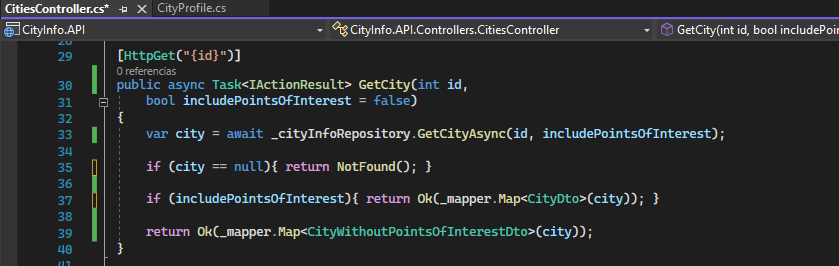 CitiesController.cs*
CityProfile.cs
CityInfo.API
CityInfo.API.Controllers.CitiesController
GetCity(int id, bool includePoin
29 [HttpGet("{id}")]
0 referencias
30 public async Task<IActionResult> GetCity(int id,
31 bool includePointsOfInterest = false)
32 {
33 var city = await _cityInfoRepository.GetCityAsync(id, includePointsOfInterest);
34
35 if (city == null){ return NotFound(); }
36
37 if (includePointsOfInterest){ return Ok(_mapper.Map<CityDto>(city)); }
38
39 return Ok(_mapper.Map<CityWithoutPointsOfInterestDto>(city));
40 }